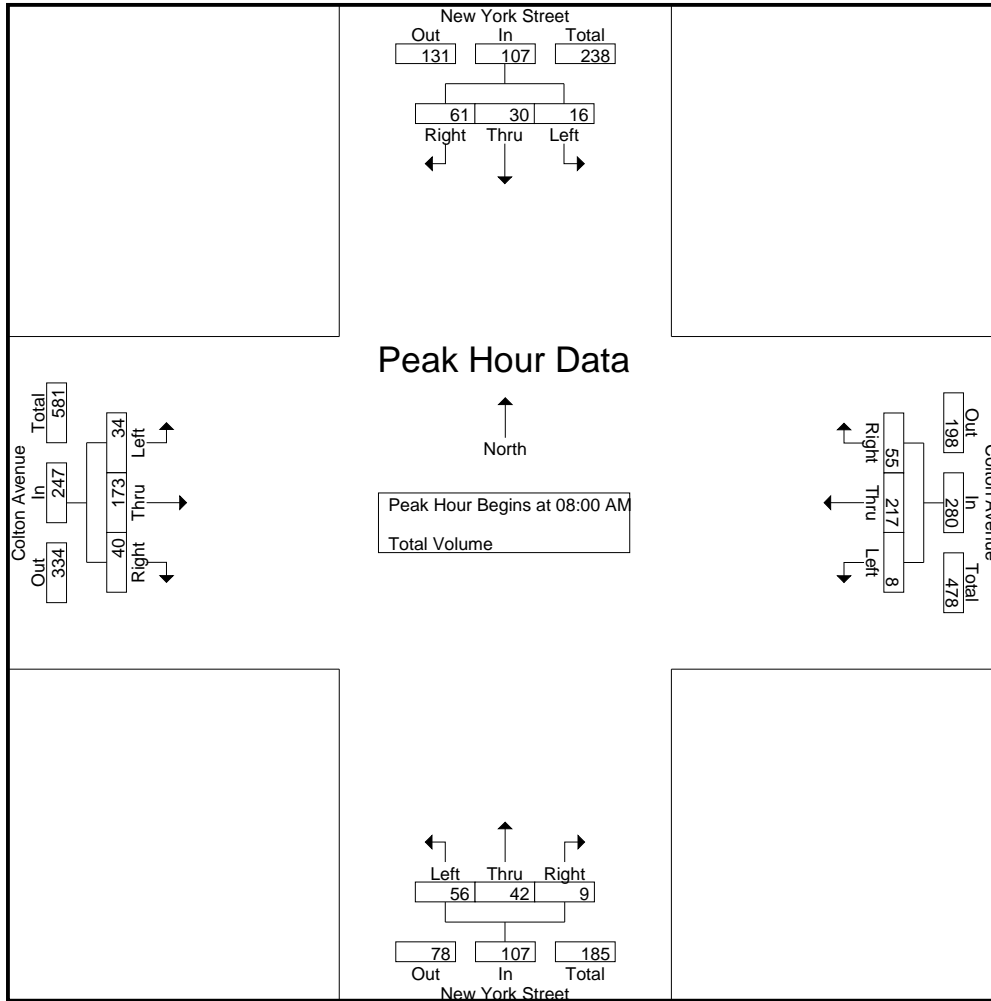 New York Street
Out In Total
131 107 238
61 30 16
Right Thru Left
Peak Hour Data
North
Peak Hour Begins at 08:00 AM
Total Volume
Colton Avenue
Out In Total
334 247 581
40 173 34
Right Thru Left
Colton Avenue
Out In Total
198 280 478
55 217 8
Right Thru Left
Left Thru Right
56 42 9
78 107 185
Out In Total
New York Street